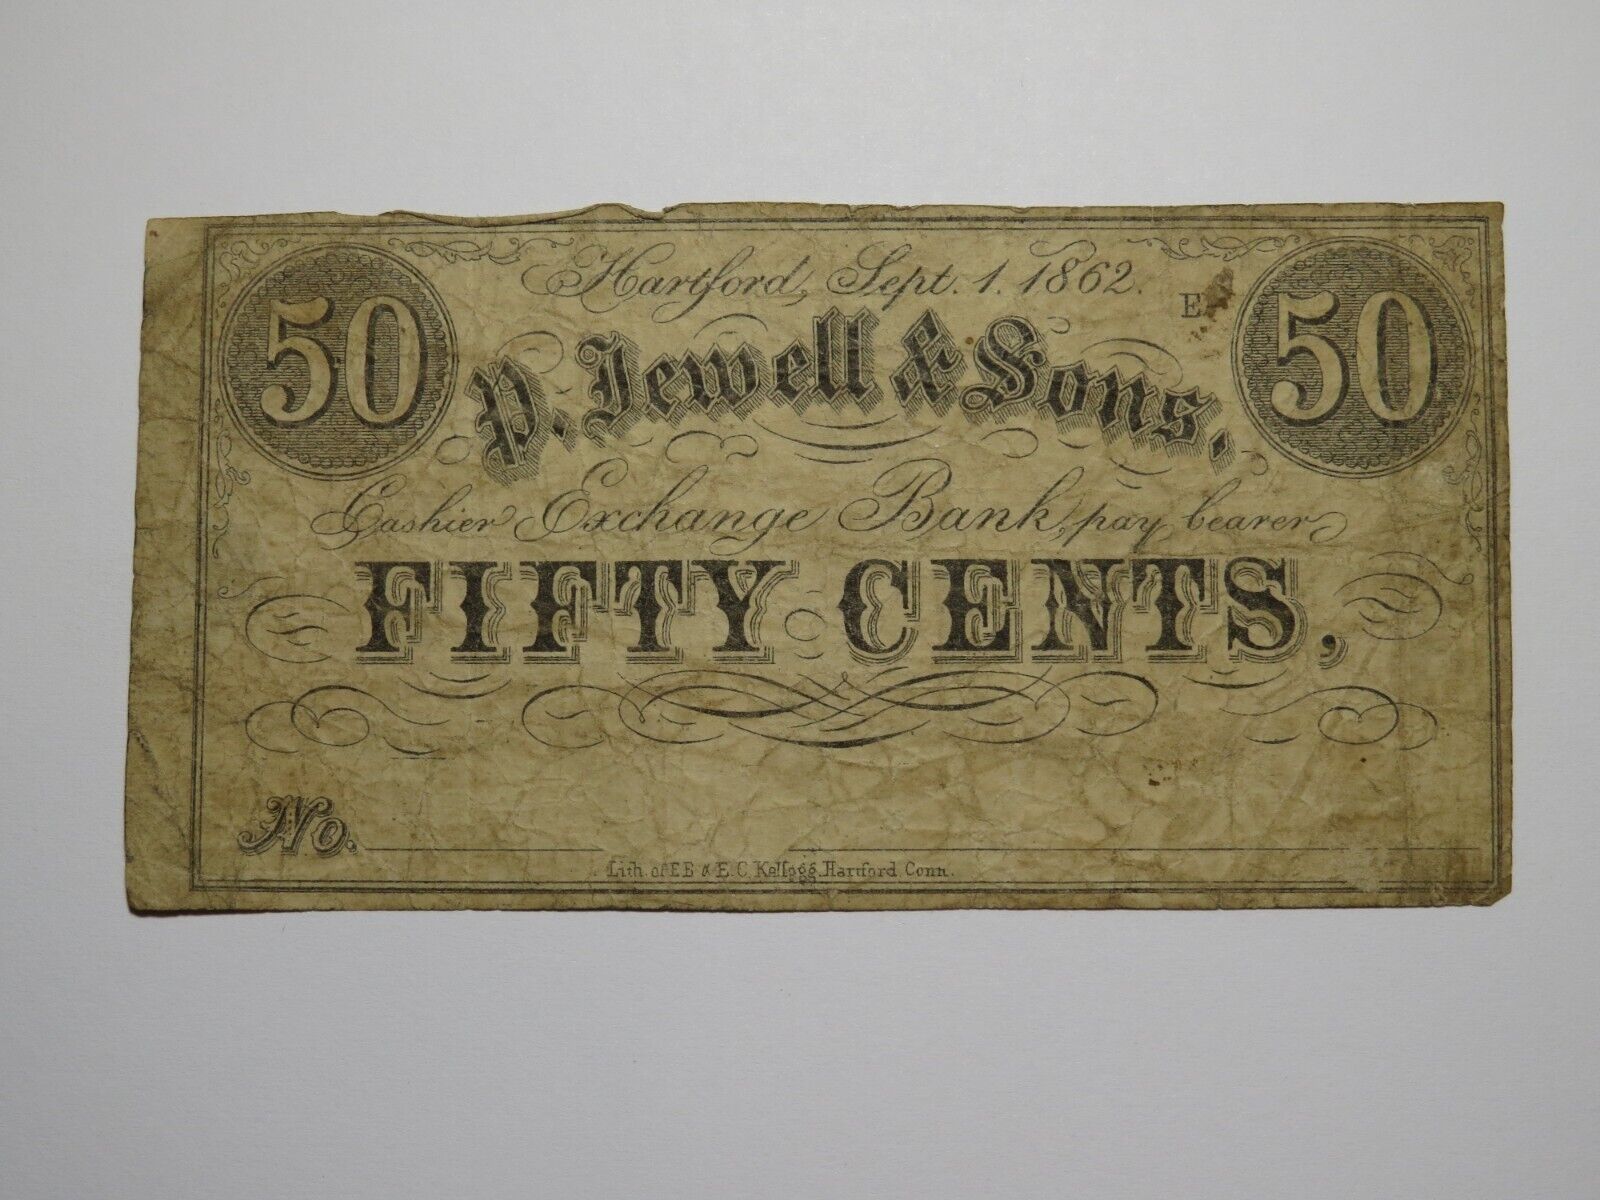 Hartford, Sept. 1. 1862.
50
E
50
P. Jewell & Sons.
Cashier Exchange Bank, pay bearer
FIFTY CENTS,
No.
Lith. of E.B & E.C. Kellogg, Hartford Conn.